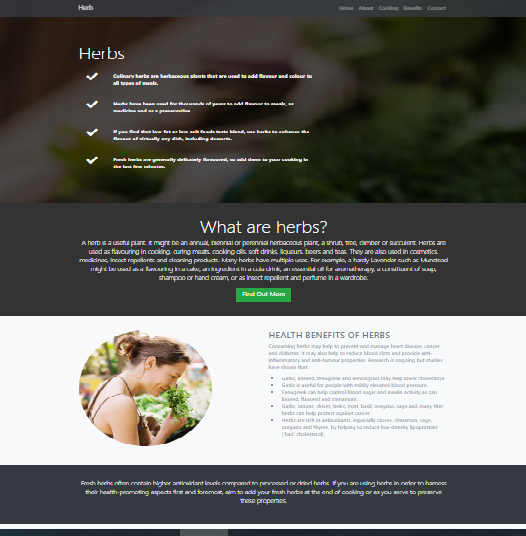 Herb
Home About Cooking Benefits Contact
Herbs
Culinary herbs are herbaceous plants that are used to add flavour and colour to
all types of meals.
Herbs have been used for thousands of years to add flavour to meals, or
medicine and as a preservative.
If you find that low-fat or low-salt foods taste bland, use herbs to enhance the
flavour of virtually any dish, including desserts.
Fresh herbs are generally delicately flavoured, so add them to your cooking in
the last few minutes.
What are herbs?
A herb is a useful plant. It might be an annual, biennial or perennial herbaceous plant, a shrub, tree, climber or succulent. Herbs are
used as flavouring in cooking, curing meats, cooking oils, soft drinks, liqueurs, beers and teas. They are also used in cosmetics,
medicines, insect repellents and cleaning products. Many herbs have multiple uses. For example, a hardy Lavender such as Munstead
might be used as a flavouring in a cake, an ingredient in a cola drink, an essential oil for aromatherapy, a constituent of soap,
shampoo or hand cream, or as insect repellent and perfume in a wardrobe.
Find Out More
HEALTH BENEFITS OF HERBS
Consuming herbs may help to prevent and manage heart disease, cancer
and diabetes. It may also help to reduce blood clots and provide anti-
inflammatory and anti-tumour properties. Research is ongoing but studies
have shown that:
Garlic, linseed, fenugreek and lemongrass may help lower cholesterol
Garlic is useful for people with mildly elevated blood pressure
Fenugreek can help control blood sugar and insulin activity as can
linseed, flaxseed and cinnamon)
Garlic, onions, chives, leeks, mint, basil, oregano, sage and many ther
herbs can help protect against cancer
Herbs are rich in antioxidants, especially cloves, cinnamon, sage,
oregano and thyme, by helping to reduce low-density lipoproteins
('bad' cholesterol).
Fresh herbs often contain higher antioxidant levels compared to processed or dried herbs. If you are using herbs in order to harness
their health-promoting aspects first and foremost, aim to add your fresh herbs at the end of cooking or as you serve to preserve
these properties.